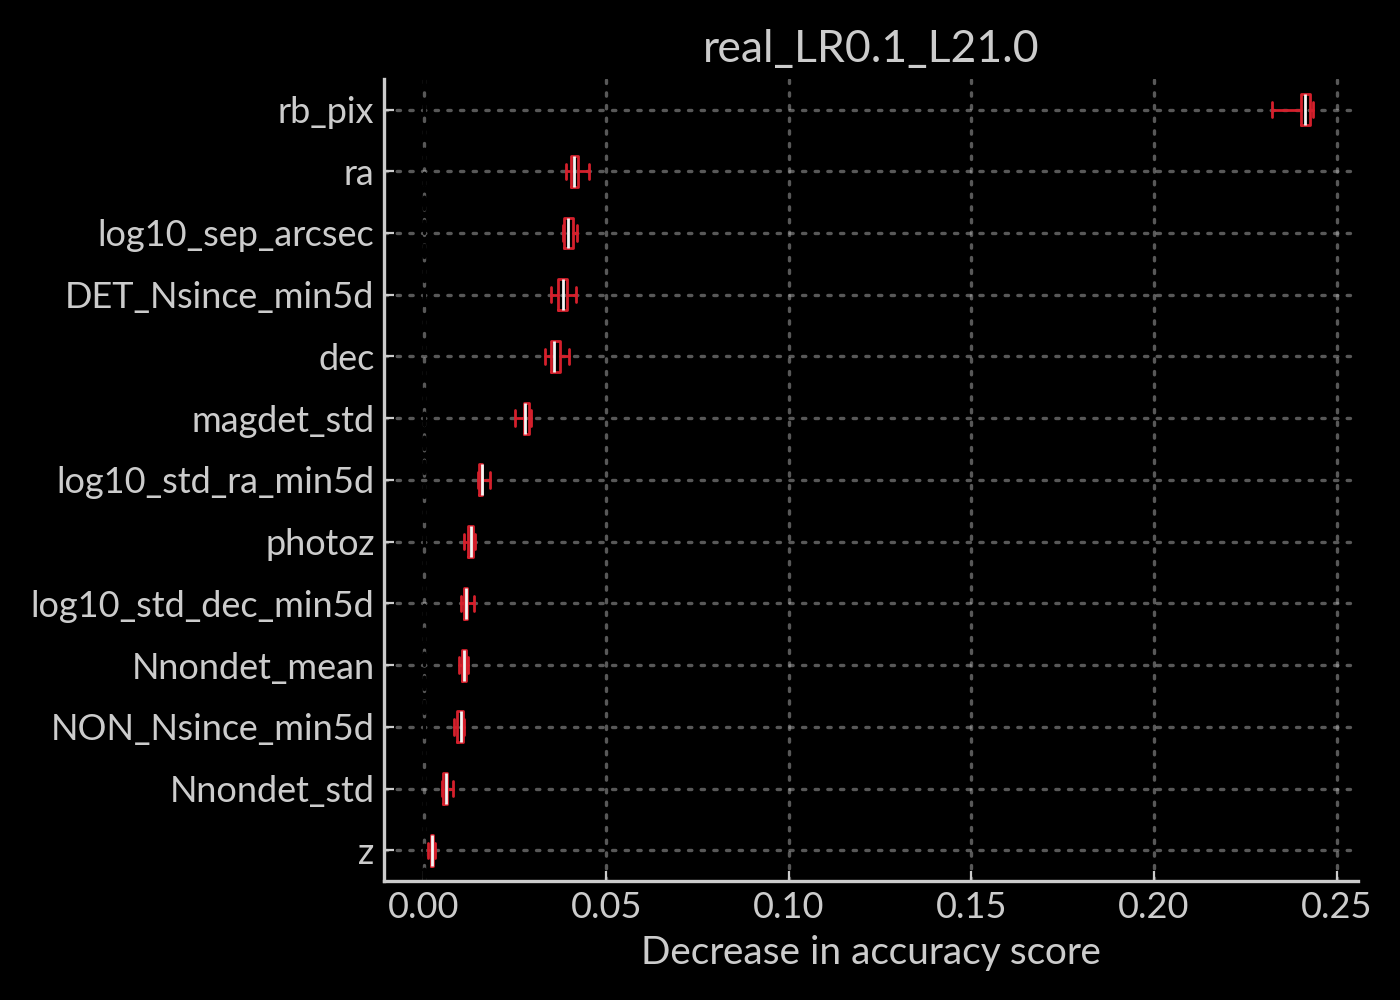 real_LR0.1_L21.0
rb_pix
ra
log10_sep_arcsec
DET_Nsince_min5d
dec
magdet_std
log10_std_ra_min5d
photoz
log10_std_dec_min5d
Nnondet_mean
NON_Nsince_min5d
Nnondet_std
z
0.00 0.05 0.10 0.15 0.20 0.25
Decrease in accuracy score